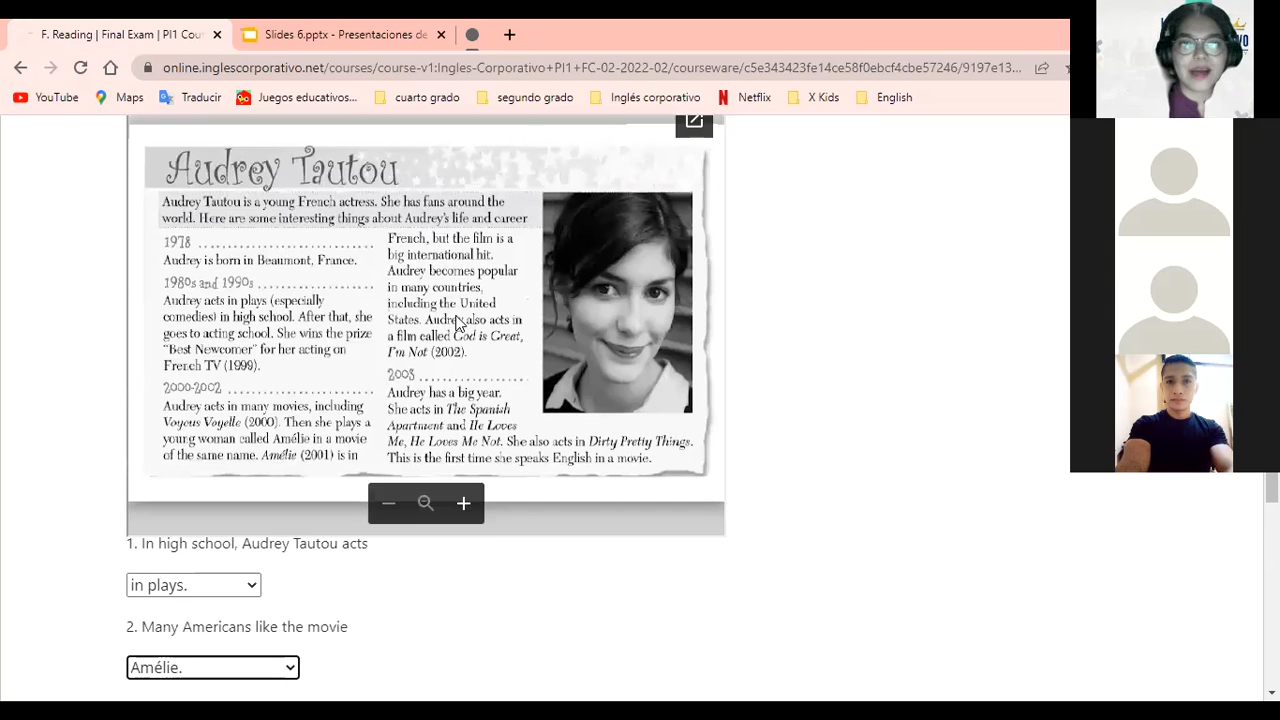 F. Reading | Final Exam | PI1 Cou
Slides 6.pptx - Presentaciones de
online.inglescorporativo.net/courses/course-v1:Ingles-Corporativo+PI1+FC-02-2022-02/courseware/c5e343423fe14ce58f0ebcf4cbe57246/9197e13...
YouTube
Maps
Traducir
Juegos educativos...
cuarto grado
segundo grado
Inglés corporativo
Netflix
X Kids
English
Audrey Tautou
Audrey Tautou is a young French actress. She has fans around the
world. Here are some interesting things about Audrey's life and career
1978
Audrey is born in Beaumont, France.
1980s and 1990s
Audrey acts in plays (especially
comedies) in high school. After that, she
goes to acting school. She wins the prize
"Best Newcomer" for her acting on
French TV (1999).
2000-2002
Audrey acts in many movies, including
Voyous Voyelle (2000). Then she plays a
young woman called Amélie in a movie
of the same name. Amélie (2001) is in
French, but the film is a
big international hit.
Audrey becomes popular
in many countries,
including the United
States. Audrey also acts in
a film called God is Great,
I'm Not (2002).
2003
Audrey has a big year.
She acts in The Spanish
Apartment and He Loves
Me, He Loves Me Not. She also acts in Dirty Pretty Things.
This is the first time she speaks English in a movie.
1. In high school, Audrey Tautou acts
in plays.
2. Many Americans like the movie
Amélie.